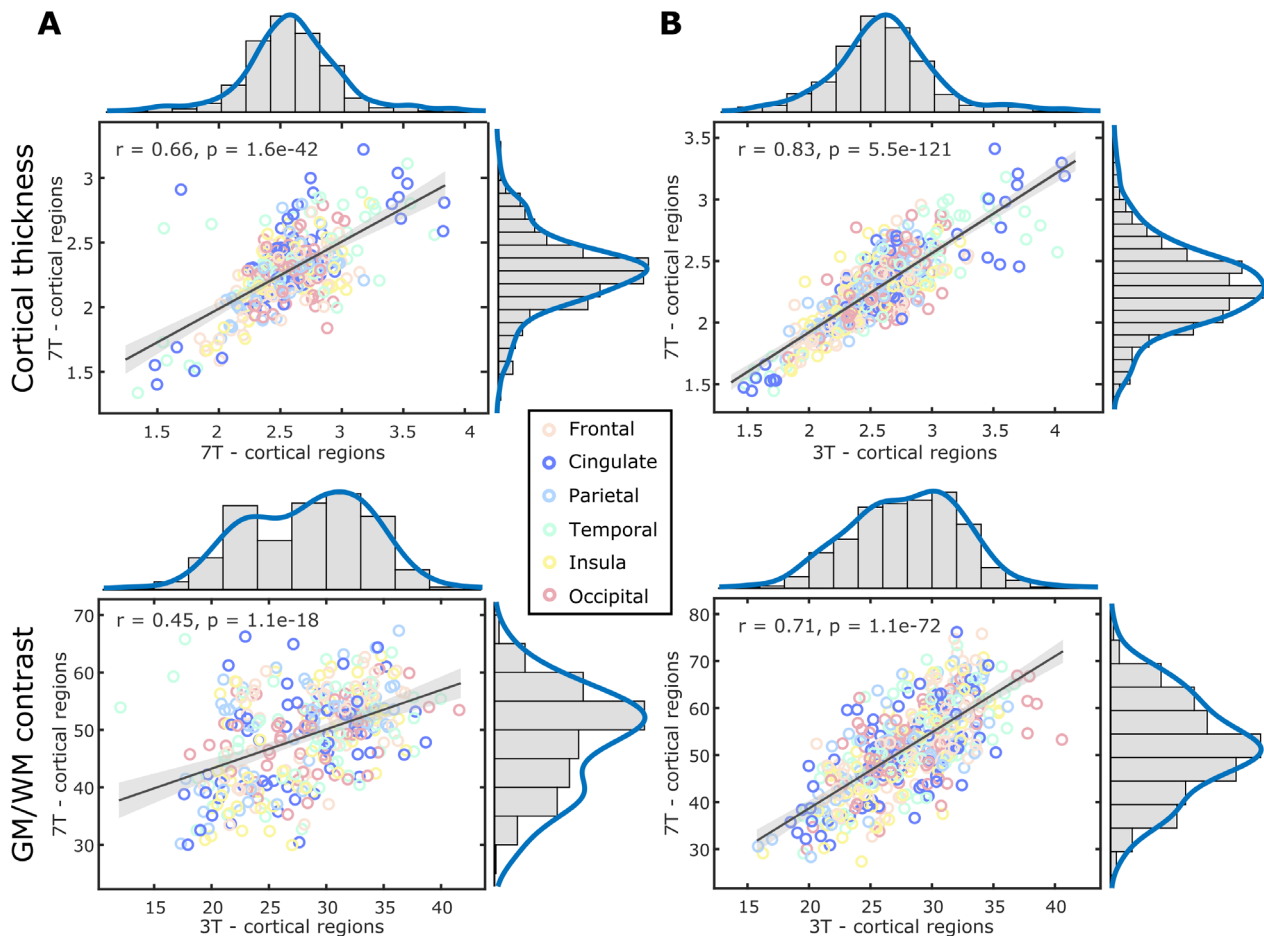 A
B
Cortical thickness
7T - cortical regions
r = 0.66, p = 1.6e-42
3
2.5
2
1.5
1.5
2
2.5
3
3.5
4
7T - cortical regions
7T - cortical regions
r = 0.83, p = 5.5e-121
3.5
3.0
2.5
2.0
1.5
1.5
2
2.5
3
3.5
4
3T - cortical regions
Frontal
Cingulate
Parietal
Temporal
Insula
Occipital
GM/WM contrast
7T - cortical regions
r = 0.45, p = 1.1e-18
70
60
50
40
30
15
20
25
30
35
40
3T - cortical regions
7T - cortical regions
r = 0.71, p = 1.1e-72
80
70
60
50
40
30
15
20
25
30
35
40
3T - cortical regions